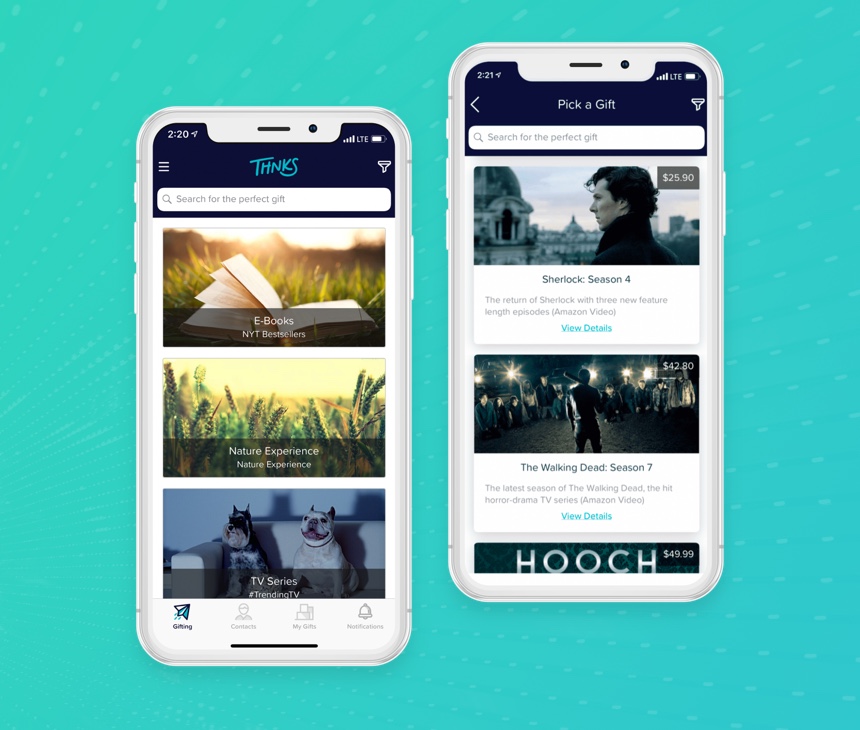 2:20
LTE
THNKS
Search for the perfect gift
E-Books
NYT Bestsellers
Nature Experience
Nature Experience
TV Series
#TrendingTV
Gifting
Contacts
My Gifts
Notifications
2:21
LTE
Pick a Gift
Search for the perfect gift
$25.90
Sherlock: Season 4
The return of Sherlock with three new feature
length episodes (Amazon Video)
View Details
$42.80
The Walking Dead: Season 7
The latest season of The Walking Dead, the hit
horror-drama TV series (Amazon Video)
View Details
$49.99
HOOCH